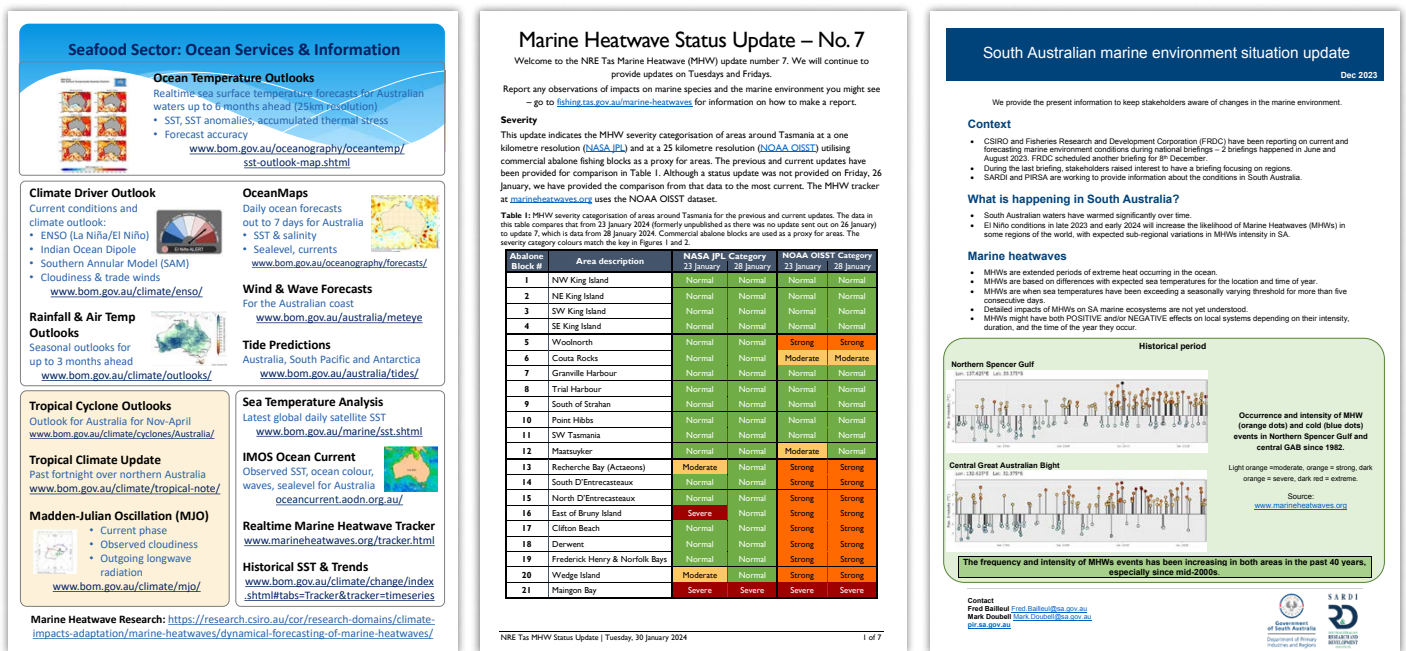 Seafood Sector: Ocean Services & Information
Ocean Temperature Outlooks
Realtime sea surface temperature forecasts for Australian
waters up to 6 months ahead (25km resolution)
• SST, SST anomalies, accumulated thermal stress
• Forecast accuracy
www.bom.gov.au/oceanography/oceantemp/
sst-outlook-map.shtml
Climate Driver Outlook
Current conditions and
climate outlook:
• ENSO (La Niña/El Niño)
• Indian Ocean Dipole
• Southern Annular Model (SAM)
• Cloudiness & trade winds
www.bom.gov.au/climate/enso/
El Niño ALERT
Rainfall & Air Temp
Outlooks
Seasonal outlooks for
up to 3 months ahead
www.bom.gov.au/climate/outlooks/
OceanMaps
Daily ocean forecasts
out to 7 days for Australia
• SST & salinity
• Sealevel, currents
www.bom.gov.au/oceanography/forecasts/
Wind & Wave Forecasts
For the Australian coast
www.bom.gov.au/australia/meteye
Tide Predictions
Australia, South Pacific and Antarctica
www.bom.gov.au/australia/tides/
Tropical Cyclone Outlooks
Outlook for Australia for Nov-April
www.bom.gov.au/climate/cyclones/Australia/
Tropical Climate Update
Past fortnight over northern Australia
www.bom.gov.au/climate/tropical-note/
Madden-Julian Oscillation (MJO)
• Current phase
• Observed cloudiness
• Outgoing longwave
radiation
www.bom.gov.au/climate/mjo/
Sea Temperature Analysis
Latest global daily satellite SST
www.bom.gov.au/marine/sst.shtml
IMOS Ocean Current
Observed SST, ocean colour,
waves, sealevel for Australia
oceancurrent.aodn.org.au/
Realtime Marine Heatwave Tracker
www.marineheatwaves.org/tracker.html
Historical SST & Trends
www.bom.gov.au/climate/change/index
.shtml#tabs=Tracker&tracker=timeseries
Marine Heatwave Research: https://research.csiro.au/cor/research-domains/climate-
impacts-adaptation/marine-heatwaves/dynamical-forecasting-of-marine-heatwaves/
Marine Heatwave Status Update – No. 7
Welcome to the NRE Tas Marine Heatwave (MHW) update number 7. We will continue to
provide updates on Tuesdays and Fridays.
Report any observations of impacts on marine species and the marine environment you might see
– go to fishing.tas.gov.au/marine-heatwaves for information on how to make a report.
Severity
This update indicates the MHW severity categorisation of areas around Tasmania at a one
kilometre resolution (NASA JPL) and at a 25 kilometre resolution (NOAA OISST) utilising
commercial abalone fishing blocks as a proxy for areas. The previous and current updates have
been provided for comparison in Table 1. Although a status update was not provided on Friday, 26
January, we have provided the comparison from that data to the most current. The MHW tracker
at marineheatwaves.org uses the NOAA OISST dataset.
Table 1: MHW severity categorisation of areas around Tasmania for the previous and current updates. The data in
this table compares that from 23 January 2024 (formerly unpublished as there was no update sent out on 26 January)
to update 7, which is data from 28 January 2024. Commercial abalone blocks are used as a proxy for areas. The
severity category colours match the key in Figures 1 and 2.
Abalone Block # Area description NASA JPL Category NOAA OISST Category
23 January 28 January 23 January 28 January
1 NW King Island Normal Normal Normal Normal
2 NE King Island Normal Normal Normal Normal
3 SW King Island Normal Normal Normal Normal
4 SE King Island Normal Normal Normal Normal
5 Woolnorth Normal Normal Strong Strong
6 Couta Rocks Normal Normal Moderate Moderate
7 Granville Harbour Normal Normal Normal Normal
8 Trial Harbour Normal Normal Normal Normal
9 South of Strahan Normal Normal Normal Normal
10 Point Hibbs Normal Normal Normal Normal
11 SW Tasmania Normal Normal Normal Normal
12 Maatsuyker Normal Normal Moderate Normal
13 Recherche Bay (Actaeons) Moderate Normal Strong Strong
14 South D'Entrecasteaux Normal Normal Strong Strong
15 North D'Entrecasteaux Normal Normal Strong Strong
16 East of Bruny Island Severe Normal Strong Strong
17 Clifton Beach Normal Normal Strong Strong
18 Derwent Normal Normal Strong Strong
19 Frederick Henry & Norfolk Bays Normal Normal Strong Strong
20 Wedge Island Moderate Normal Strong Strong
21 Maingon Bay Severe Severe Severe Severe
NRE Tas MHW Status Update | Tuesday, 30 January 2024 1 of 7
South Australian marine environment situation update
Dec 2023
We provide the present information to keep stakeholders aware of changes in the marine environment.
Context
• CSIRO and Fisheries Research and Development Corporation (FRDC) have been reporting on current and
forecasting marine environment conditions during national briefings – 2 briefings happened in June and
August 2023. FRDC scheduled another briefing for 8th December.
• During the last briefing, stakeholders raised interest to have a briefing focusing on regions.
• SARDI and PIRSA are working to provide information about the conditions in South Australia.
What is happening in South Australia?
• South Australian waters have warmed significantly over time.
• El Niño conditions in late 2023 and early 2024 will increase the likelihood of Marine Heatwaves (MHWs) in
some regions of the world, with expected sub-regional variations in MHWs intensity in SA.
Marine heatwaves
• MHWs are extended periods of extreme heat occurring in the ocean.
• MHWs are based on differences with expected sea temperatures for the location and time of year.
• MHWs are when sea temperatures have been exceeding a seasonally varying threshold for more than five
consecutive days.
• Detailed impacts of MHWs on SA marine ecosystems are not yet understood.
• MHWs might have both POSITIVE and/or NEGATIVE effects on local systems depending on their intensity,
duration, and the time of the year they occur.
Historical period
Northern Spencer Gulf
Lon: 137.625°E Lat: 33.375°S
Central Great Australian Bight
Lon: 132.625°E Lat: 32.375°S
Occurrence and intensity of MHW
(orange dots) and cold (blue dots)
events in Northern Spencer Gulf and
central GAB since 1982.
Light orange =moderate, orange = strong, dark
orange = severe, dark red = extreme.
Source:
www.marineheatwaves.org
The frequency and intensity of MHWs events has been increasing in both areas in the past 40 years,
especially since mid-2000s.
Contact
Fred Bailleul Fred.Bailleul@sa.gov.au
Mark Doubell Mark.Doubell@sa.gov.au
pir.sa.gov.au
Government
of South Australia
Department of Primary
Industries and Regions
SARDI
RD
RESEARCH AND
DEVELOPMENT